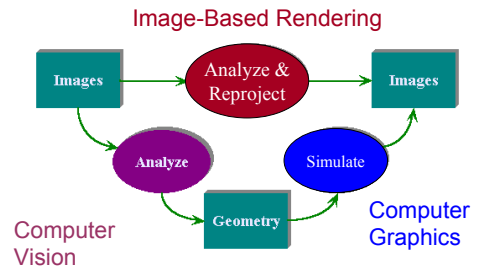 Image-Based Rendering
Images
Analyze &
Reproject
Images
Analyze
Simulate
Geometry
Computer
Vision
Computer
Graphics